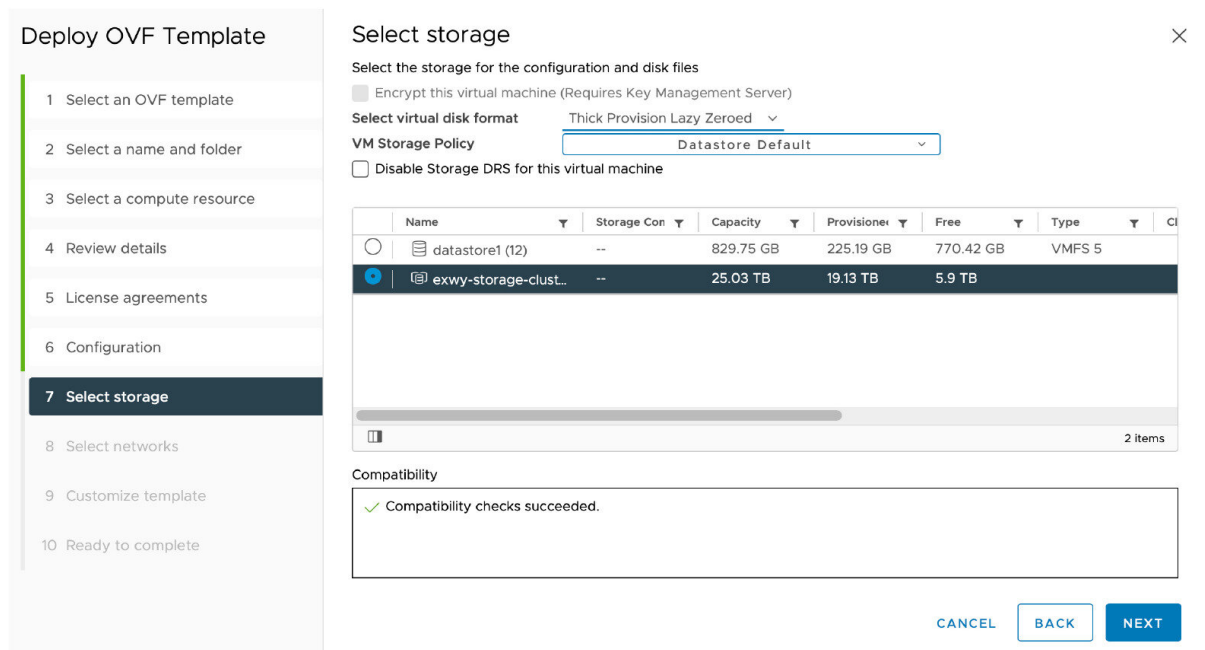 Deploy OVF Template
1 Select an OVF template
2 Select a name and folder
3 Select a compute resource
4 Review details
5 License agreements
6 Configuration
7 Select storage
8 Select networks
9 Customize template
10 Ready to complete
Select storage
Select the storage for the configuration and disk files
Encrypt this virtual machine (Requires Key Management Server)
Select virtual disk format Thick Provision Lazy Zeroed
VM Storage Policy Datastore Default
Disable Storage DRS for this virtual machine
Name Storage Con Capacity Provisioned Free Type Cl
datastore1 (12) -- 829.75 GB 225.19 GB 770.42 GB VMFS 5
exwy-storage-clust... -- 25.03 TB 19.13 TB 5.9 TB
2 items
Compatibility
Compatibility checks succeeded.
CANCEL BACK NEXT